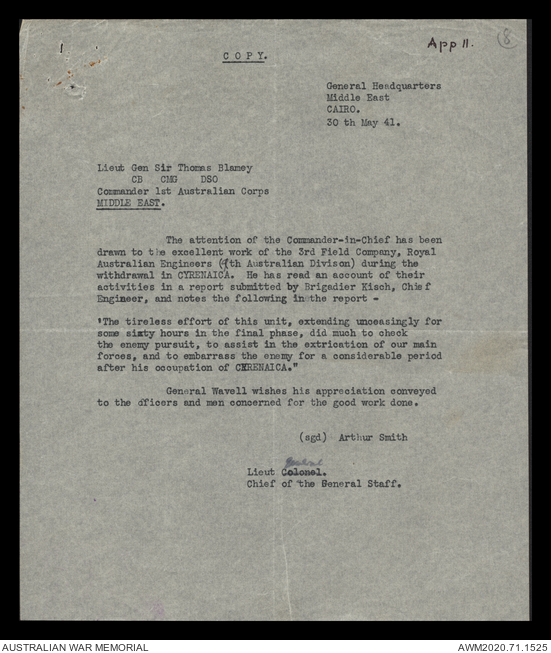 App 11.
8
C O P Y.
General Headquarters
Middle East
CAIRO.
30 th May 41.
Lieut Gen Sir Thomas Blamey
CB CMG DSO
Commander 1st Australian Corps
MIDDLE EAST.
The attention of the Commander-in-Chief has been
drawn to the excellent work of the 3rd Field Company, Royal
Australian Engineers (7th Australian Divison) during the
withdrawal in CYRENAICA. He has read an account of their
activities in a report submitted by Brigadier Kisch, Chief
Engineer, and notes the following in the report -
"The tireless effort of this unit, extending unceasingly for
some sixty hours in the final phase, did much to check
the enemy pursuit, to assist in the extrication of our main
forces, and to embarrass the enemy for a considerable period
after his occupation of CYRENAICA."
General Wavell wishes his appreciation conveyed
to the officers and men concerned for the good work done.
(sgd) Arthur Smith
General
Lieut Colonel.
Chief of the General Staff.
AUSTRALIAN WAR MEMORIAL
AWM2020.71.1525